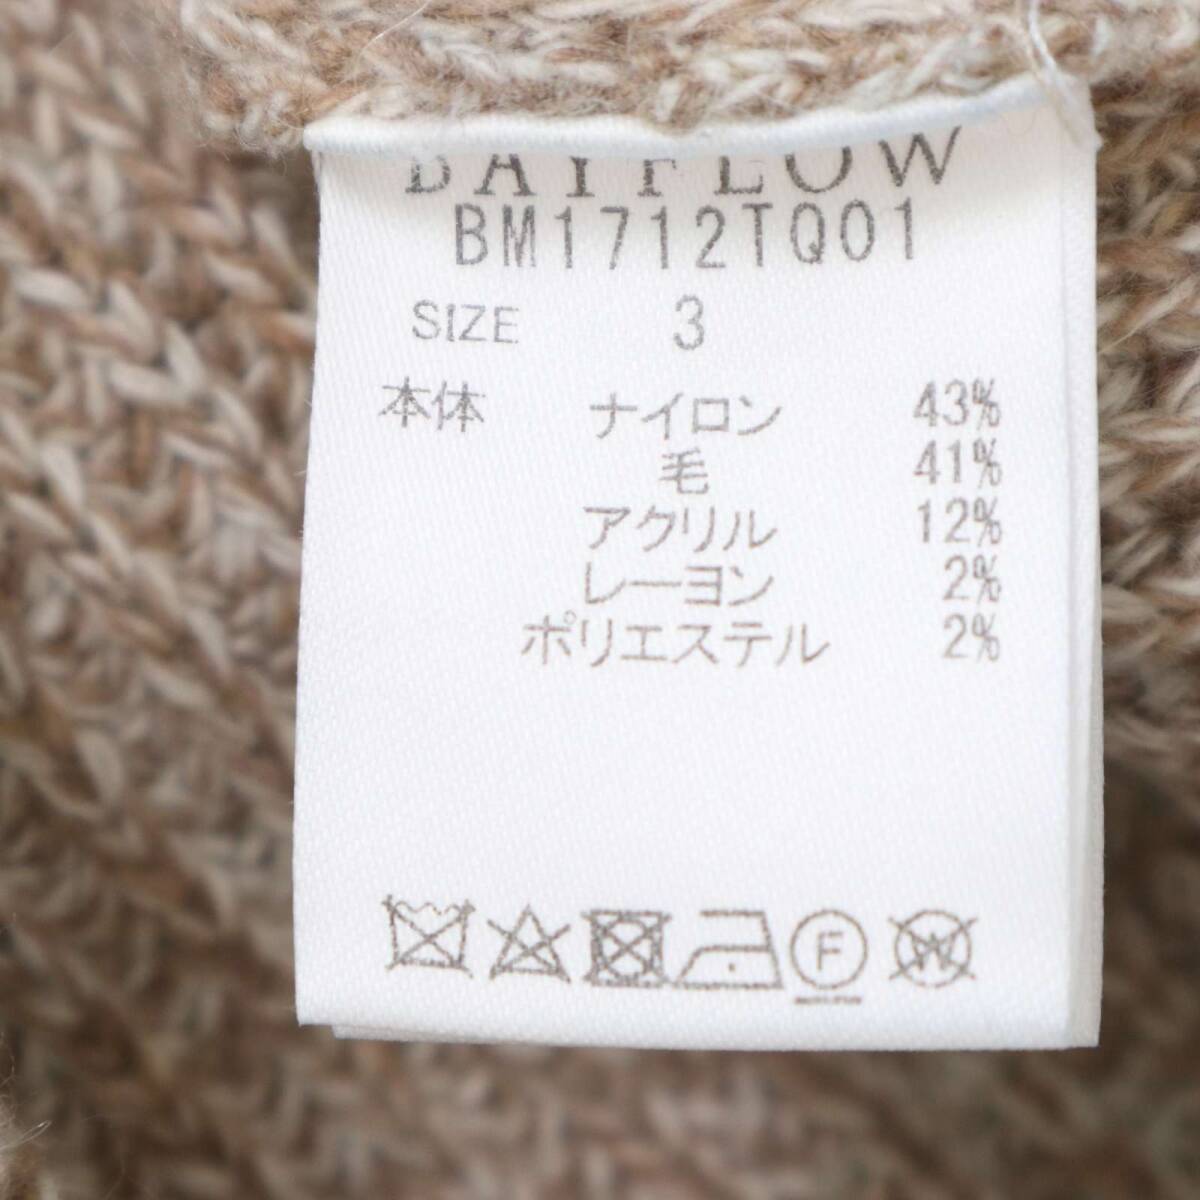 BAYFLOW
BM1712TQ01
SIZE 3
本体 ナイロン 43%
毛 41%
アクリル 12%
レーヨン 2%
ポリエステル 2%
F W